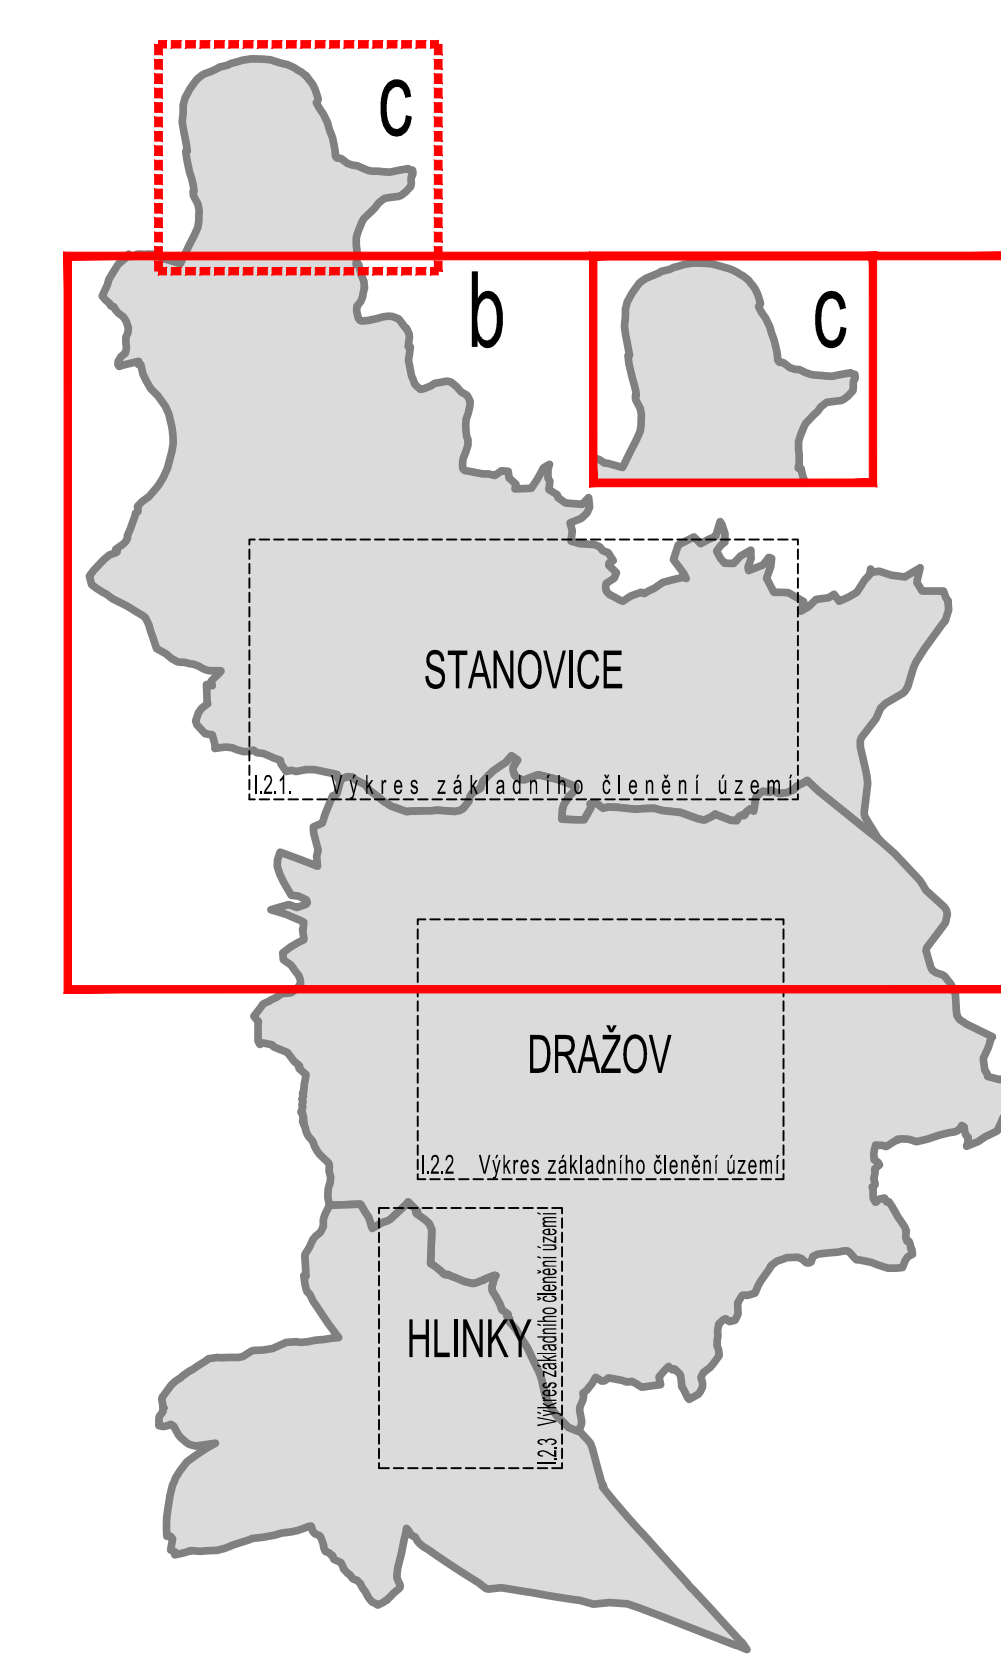 c
b
c
STANOVICE
I.2.1. Výkres základního členění území
DRAŽOV
I.2.2 Výkres základního členění území
HLINKY
I.2.3 Výkres základního členění území